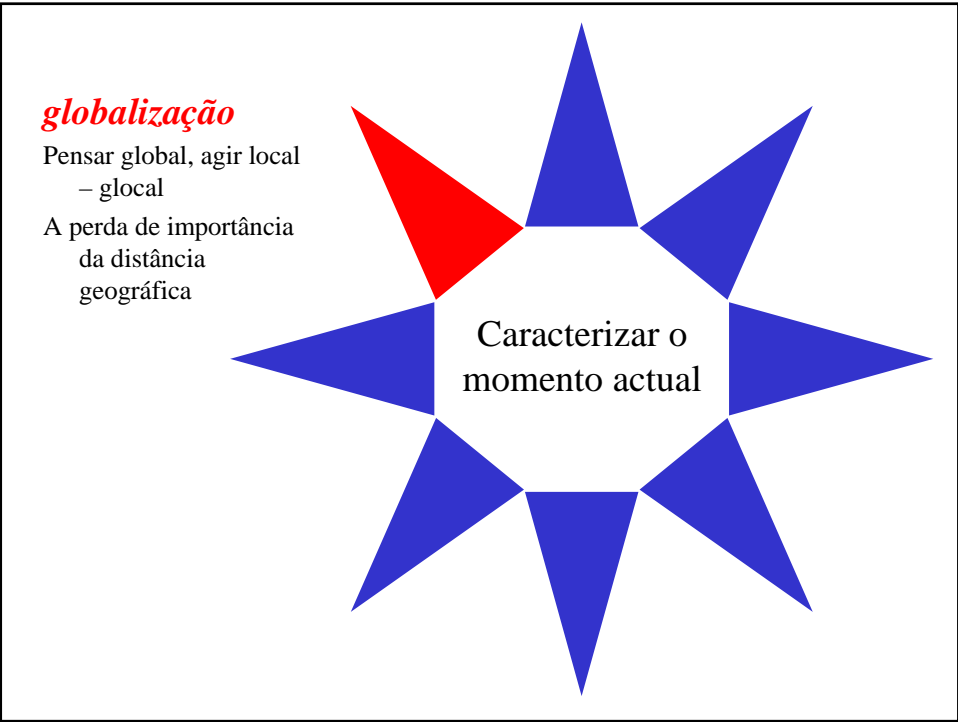 globalização
Pensar global, agir local
– glocal
A perda de importância
da distância
geográfica
Caracterizar o
momento actual